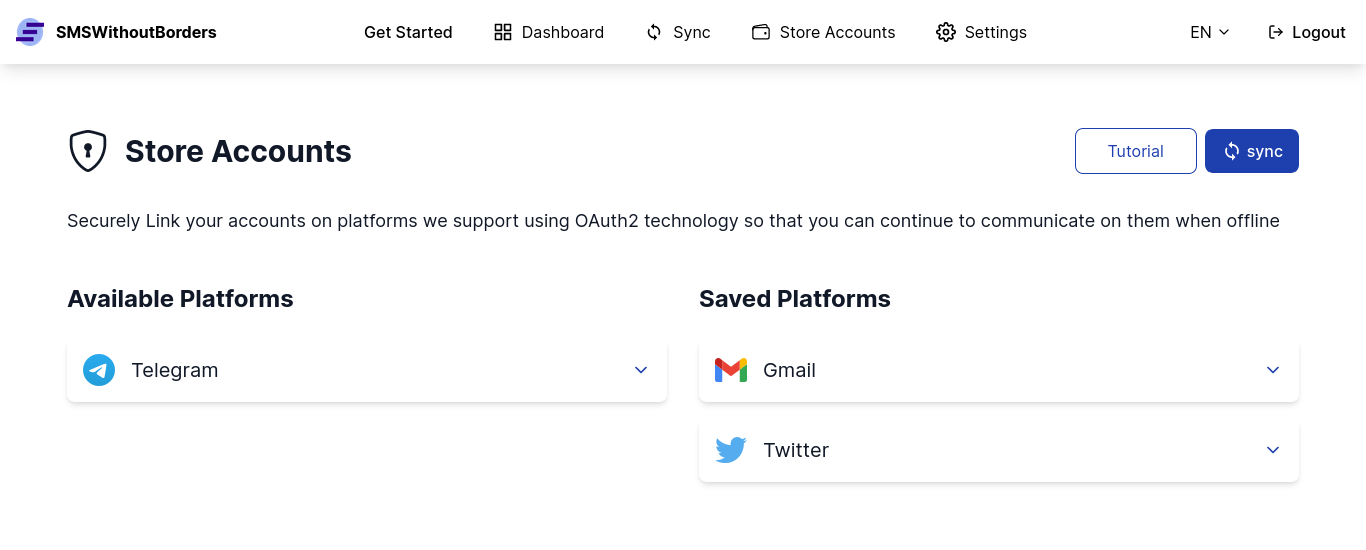 SMSWithoutBorders
Get Started
Dashboard
Sync
Store Accounts
Settings
EN
Logout
Store Accounts
Tutorial
sync
Securely Link your accounts on platforms we support using OAuth2 technology so that you can continue to communicate on them when offline
Available Platforms
Telegram
Saved Platforms
Gmail
Twitter